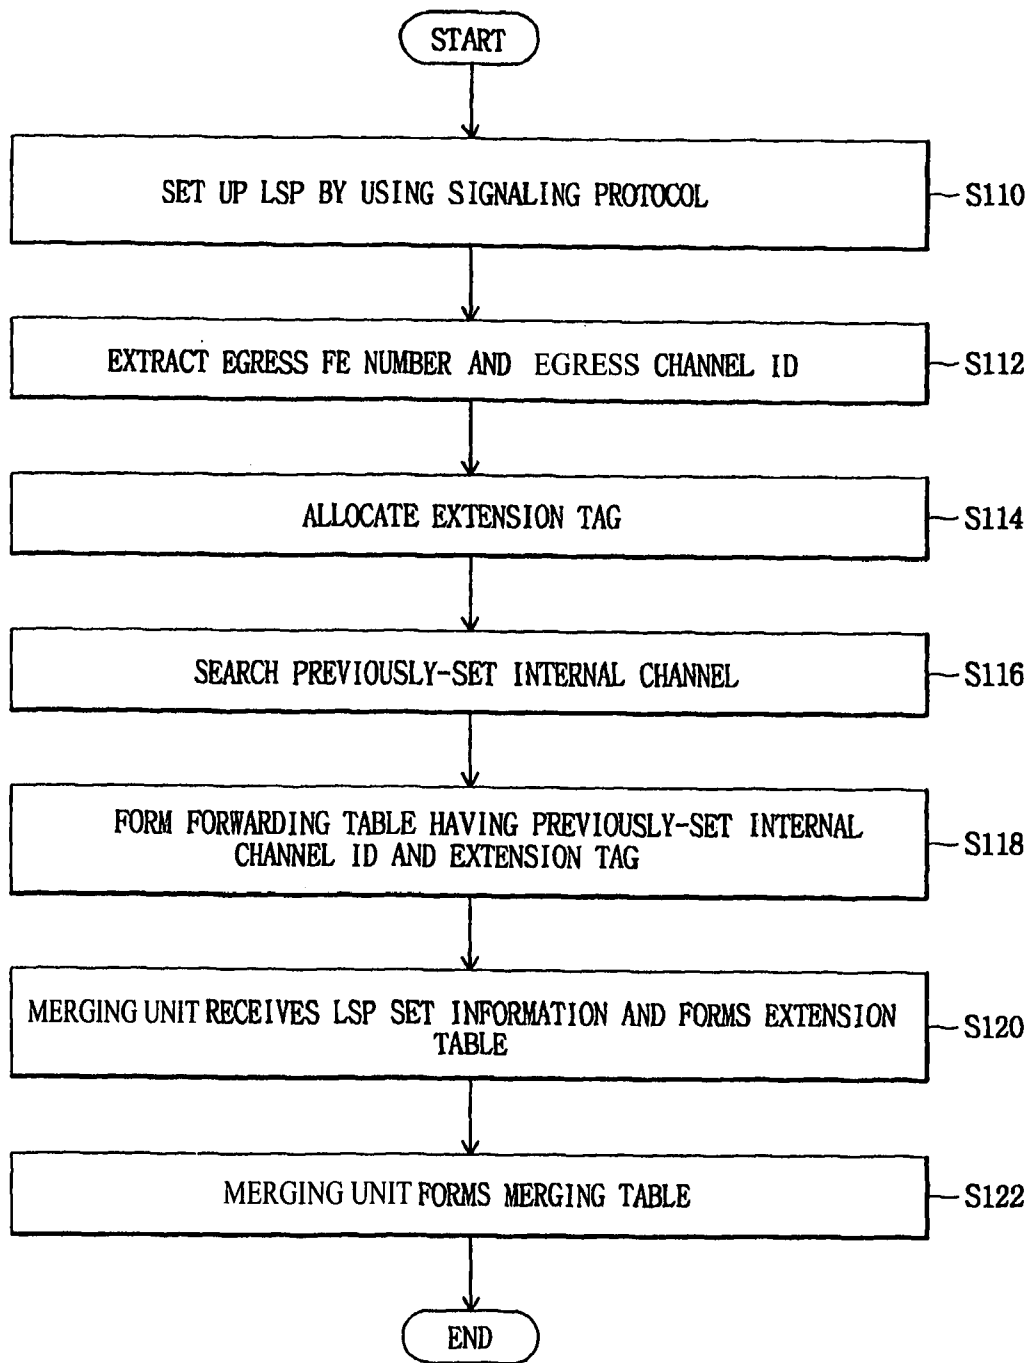 START
SET UP LSP BY USING SIGNALING PROTOCOL
S110
EXTRACT EGRESS FE NUMBER AND EGRESS CHANNEL ID
S112
ALLOCATE EXTENSION TAG
S114
SEARCH PREVIOUSLY-SET INTERNAL CHANNEL
S116
FORM FORWARDING TABLE HAVING PREVIOUSLY-SET INTERNAL
CHANNEL ID AND EXTENSION TAG
S118
MERGING UNIT RECEIVES LSP SET INFORMATION AND FORMS EXTENSION
TABLE
S120
MERGING UNIT FORMS MERGING TABLE
S122
END